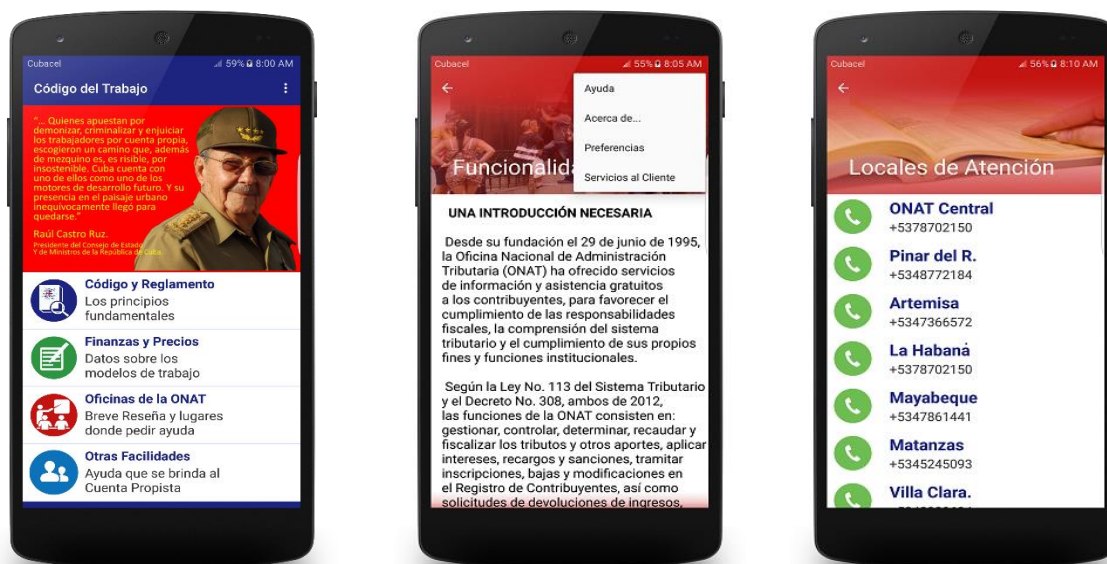 Cubacel
59% 8:00 AM
Código del Trabajo
"... Quienes apuestan por
demonizar, criminalizar y enjuiciar
los trabajadores por cuenta propia,
escogieron un camino que, además
de mezquino es, es risible, por
insostenible. Cuba cuenta con
uno de ellos como uno de los
motores de desarrollo futuro. Y su
presencia en el paisaje urbano
inequívocamente llego para
quedarse."
Raúl Castro Ruz.
Presidente del Consejo de Estado
Y de Ministros de la República de Cuba.
Código y Reglamento
Los principios
fundamentales
Finanzas y Precios
Datos sobre los
modelos de trabajo
Oficinas de la ONAT
Breve Reseña y lugares
donde pedir ayuda
Otras Facilidades
Ayuda que se brinda al
Cuenta Propista
Cubacel
55% 8:05 AM
Ayuda
Acerca de...
Preferencias
Servicios al Cliente
Funcionalida
UNA INTRODUCCIÓN NECESARIA
Desde su fundación el 29 de junio de 1995,
la Oficina Nacional de Administración
Tributaria (ONAT) ha ofrecido servicios
de información y asistencia gratuitos
a los contribuyentes, para favorecer el
cumplimiento de las responsabilidades
fiscales, la comprensión del sistema
tributario y el cumplimiento de sus propios
fines y funciones institucionales.
Según la Ley No. 113 del Sistema Tributario
y el Decreto No. 308, ambos de 2012,
las funciones de la ONAT consisten en:
gestionar, controlar, determinar, recaudar y
fiscalizar los tributos y otros aportes, aplicar
intereses, recargos y sanciones, tramitar
inscripciones, bajas y modificaciones en
el Registro de Contribuyentes, así como
solicitudes de devoluciones de ingresos,
Cubacel
56% 8:10 AM
Locales de Atención
ONAT Central
+5378702150
Pinar del R.
+5348772184
Artemisa
+5347366572
La Habana
+5378702150
Mayabeque
+5347861441
Matanzas
+5345245093
Villa Clara.